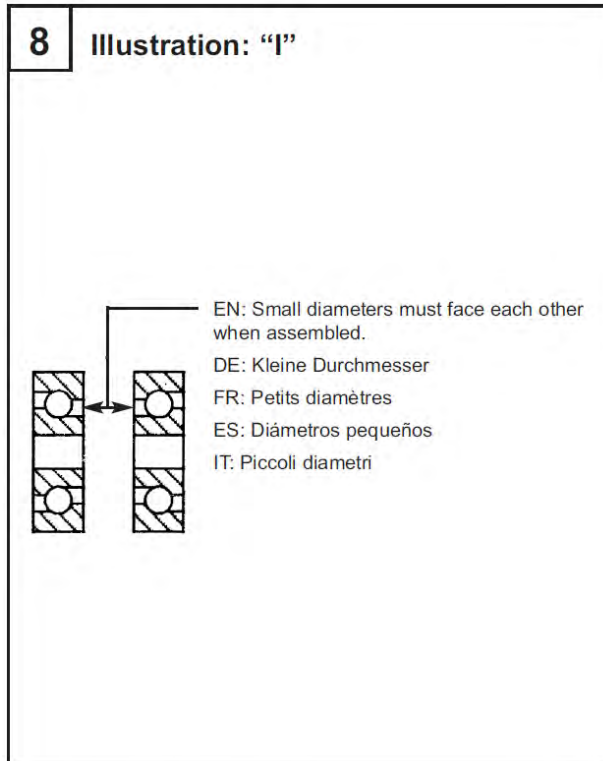 8
Illustration: “I”
EN: Small diameters must face each other
when assembled.
DE: Kleine Durchmesser
FR: Petits diamètres
ES: Diámetros pequeños
IT: Piccoli diametri